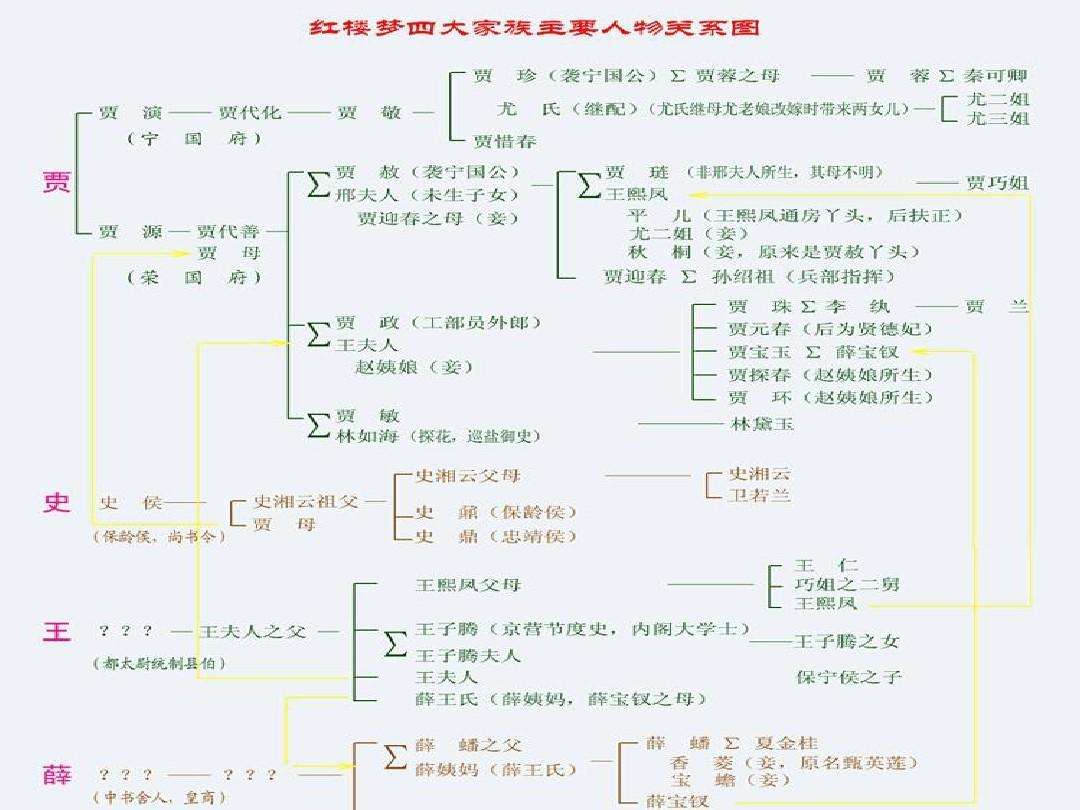 红楼梦四大家族主要人物关系图
贾 珍（袭宁国公）Σ 贾蓉之母 —— 贾 蓉 Σ 秦可卿
贾 演 —— 贾代化 —— 贾 敬
尤 氏（继配）（尤氏继母尤老娘改嫁时带来两女儿）
尤二姐
尤三姐
（宁 国 府）
贾惜春
贾
贾 赦（袭宁国公）
Σ
邢夫人（未生子女）
贾迎春之母（妾）
贾 琏 （非邢夫人所生，其母不明）
Σ
王熙凤
—— 贾巧姐
平 儿（王熙凤通房丫头，后扶正）
尤二姐（妾）
秋 桐（妾，原来是贾赦丫头）
贾迎春 Σ 孙绍祖（兵部指挥）
贾 源 — 贾代善
贾 母
（荣 国 府）
贾 政（工部员外郎）
Σ
王夫人
赵姨娘（妾）
贾 珠 Σ 李 纨 —— 贾 兰
贾元春（后为贤德妃）
贾宝玉 Σ 薛宝钗
贾探春（赵姨娘所生）
贾 环（赵姨娘所生）
贾 敏
Σ
林如海（探花，巡盐御史）
林黛玉
史
史 侯
（保龄侯、尚书令）
史湘云祖父
贾 母
史湘云父母
史 鼐（保龄侯）
史 鼎（忠靖侯）
史湘云
卫若兰
王
？？？ — 王夫人之父
（都太尉统制县伯）
王熙凤父母
王 仁
巧姐之二舅
王熙凤
王子腾（京营节度史，内阁大学士）
Σ
王子腾夫人
王子腾之女
王夫人
保宁侯之子
薛王氏（薛姨妈，薛宝钗之母）
薛
？？？ —— ？？？
（中书舍人，皇商）
薛 蟠之父
Σ
薛姨妈（薛王氏）
薛 蟠 Σ 夏金桂
香 菱（妾，原名甄英莲）
宝 蟾（妾）
薛宝钗